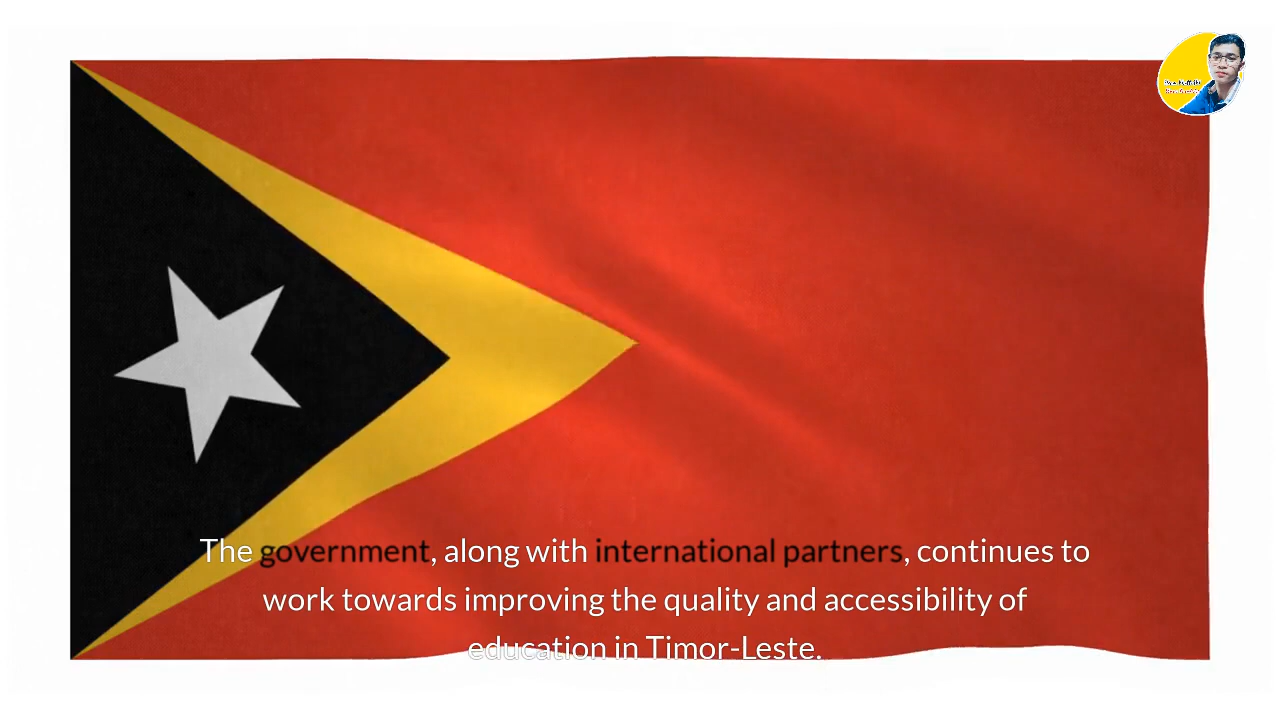 The government, along with international partners, continues to
work towards improving the quality and accessibility of
education in Timor-Leste.